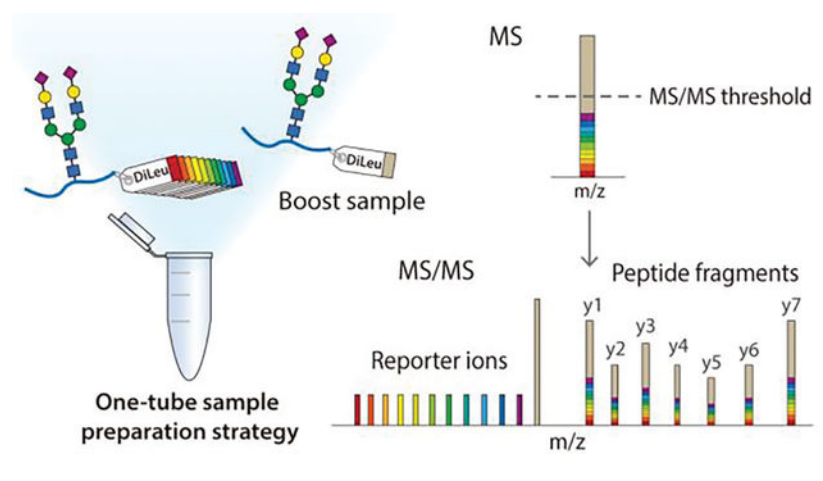 DiLeu
DiLeu
Boost sample
One-tube sample
preparation strategy
MS
MS/MS threshold
m/z
MS/MS
Peptide fragments
Reporter ions
y1
y2
y3
y4
y5
y6
y7
m/z